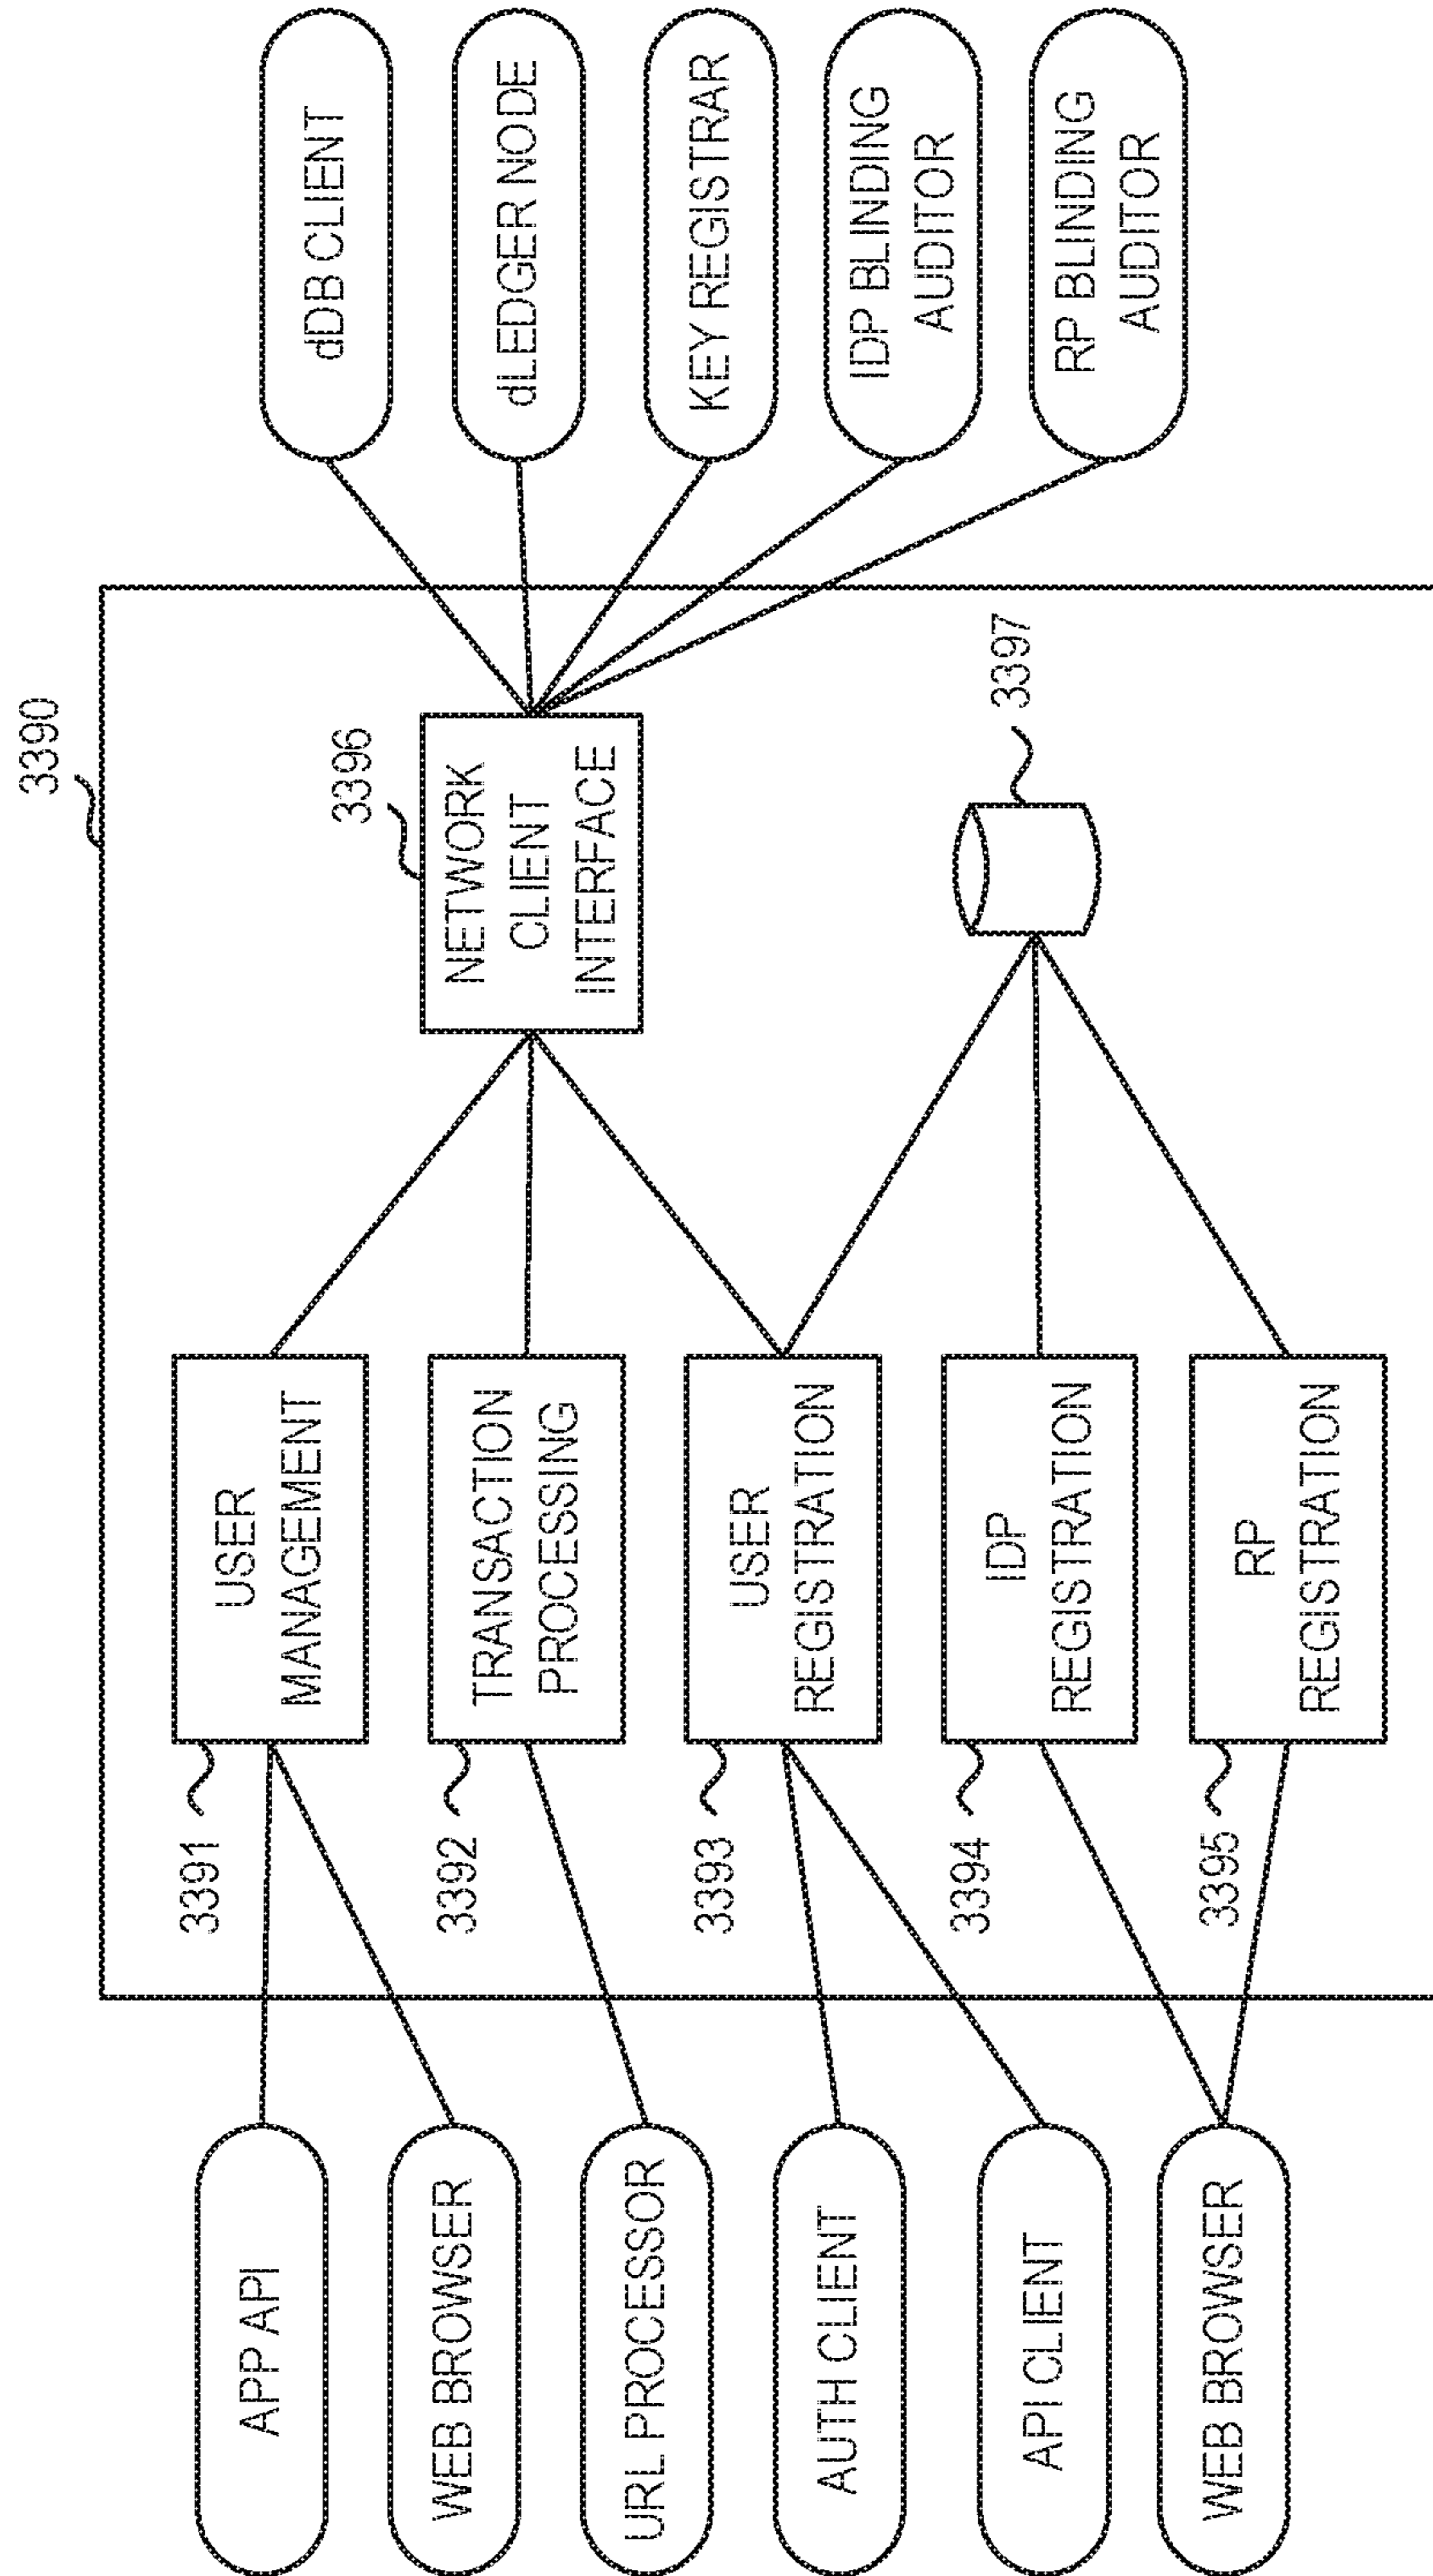 3390
APP API
WEB BROWSER
URL PROCESSOR
AUTH CLIENT
API CLIENT
WEB BROWSER
3391
USER
MANAGEMENT
3392
TRANSACTION
PROCESSING
3393
USER
REGISTRATION
3394
IDP
REGISTRATION
3395
RP
REGISTRATION
3396
NETWORK
CLIENT
INTERFACE
3397
dDB CLIENT
dLEDGER NODE
KEY REGISTRAR
IDP BLINDING
AUDITOR
RP BLINDING
AUDITOR